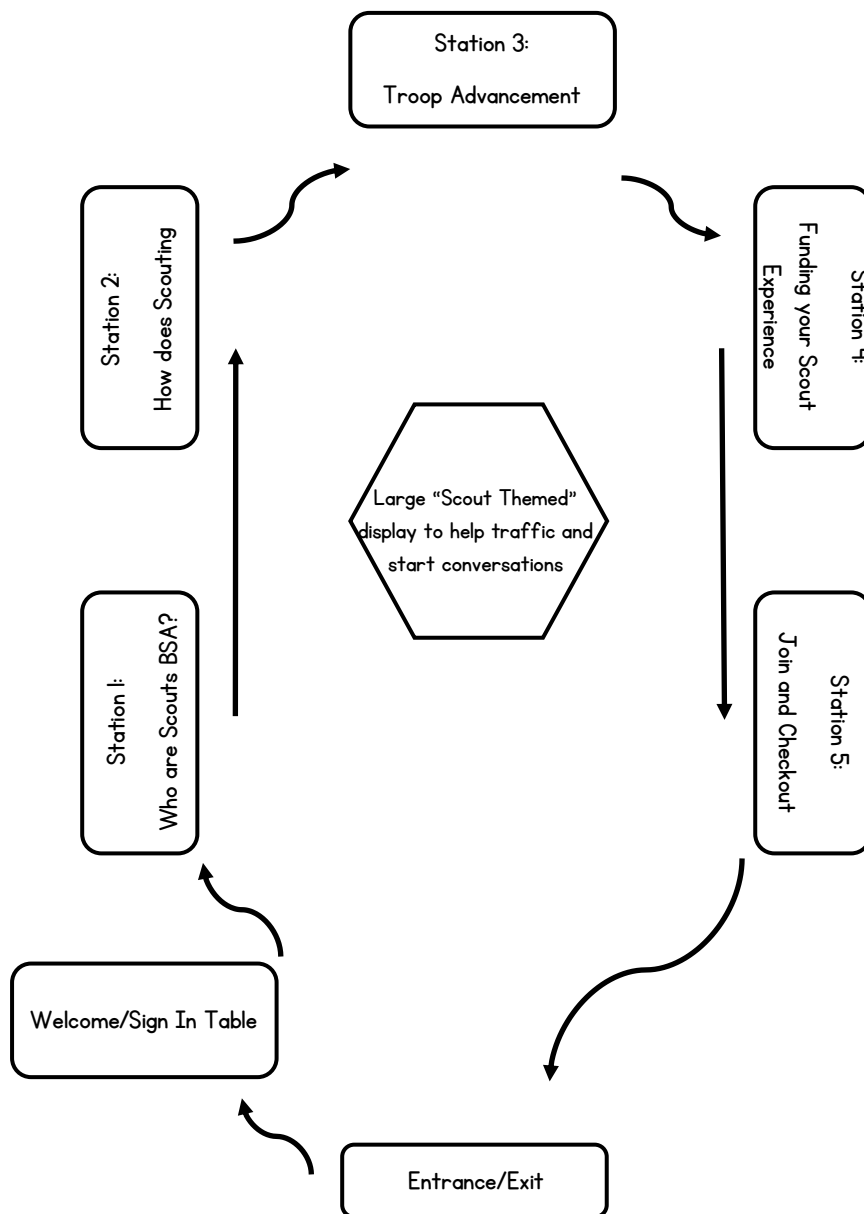 Station 3:
Troop Advancement
Station 2:
How does Scouting
Station 4:
Funding your Scout
Experience
Large “Scout Themed”
display to help traffic and
start conversations
Station 1:
Who are Scouts BSA?
Station 5:
Join and Checkout
Welcome/Sign In Table
Entrance/Exit